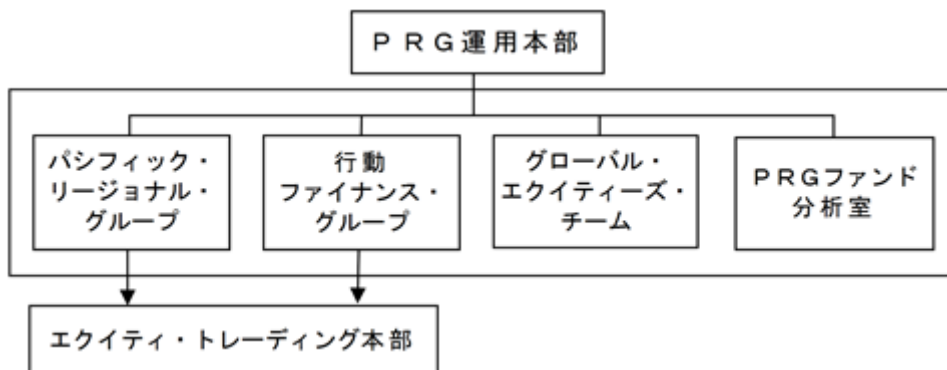 ＰＲＧ運用本部
パシフィック・
リージョナル・
グループ
行動
ファイナンス・
グループ
グローバル・
エクイティーズ・
チーム
ＰＲＧファンド
分析室
エクイティ・トレーディング本部